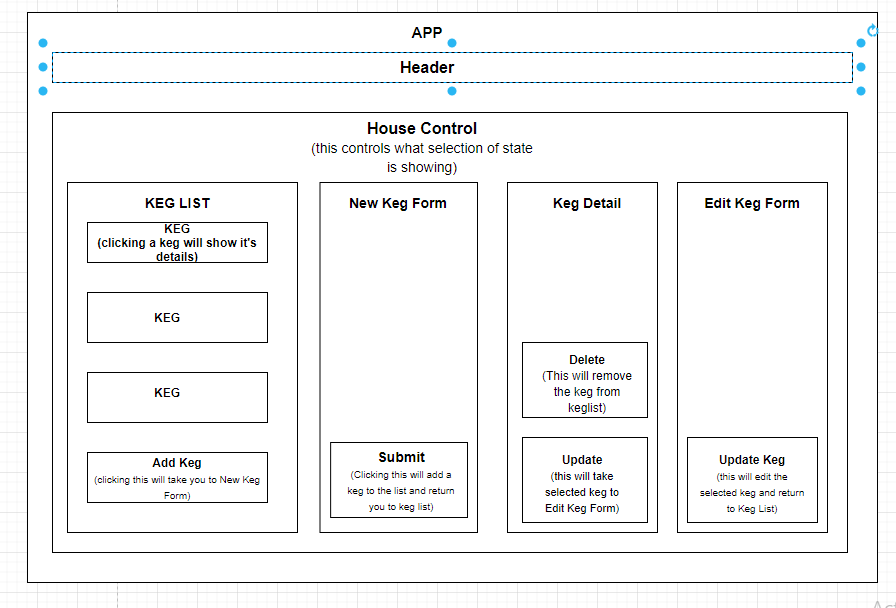 APP
Header
House Control
(this controls what selection of state
is showing)
KEG LIST
KEG
(clicking a keg will show it's
details)
KEG
KEG
Add Keg
(clicking this will take you to New Keg
Form)
New Keg Form
Submit
(Clicking this will add a
keg to the list and return
you to keg list)
Keg Detail
Delete
(This will remove
the keg from
keglist)
Update
(this will take
selected keg to
Edit Keg Form)
Edit Keg Form
Update Keg
(this will edit the
selected keg and return
to Keg List)